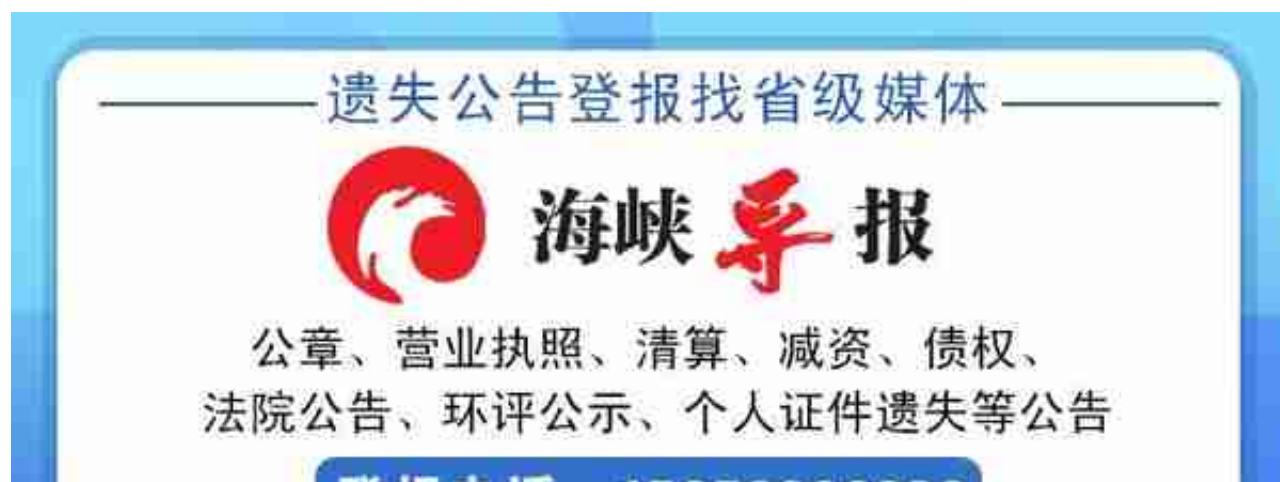 遗失公告登报找省级媒体
海峡导报
公章、营业执照、清算、减资、债权、
法院公告、环评公示、个人证件遗失等公告